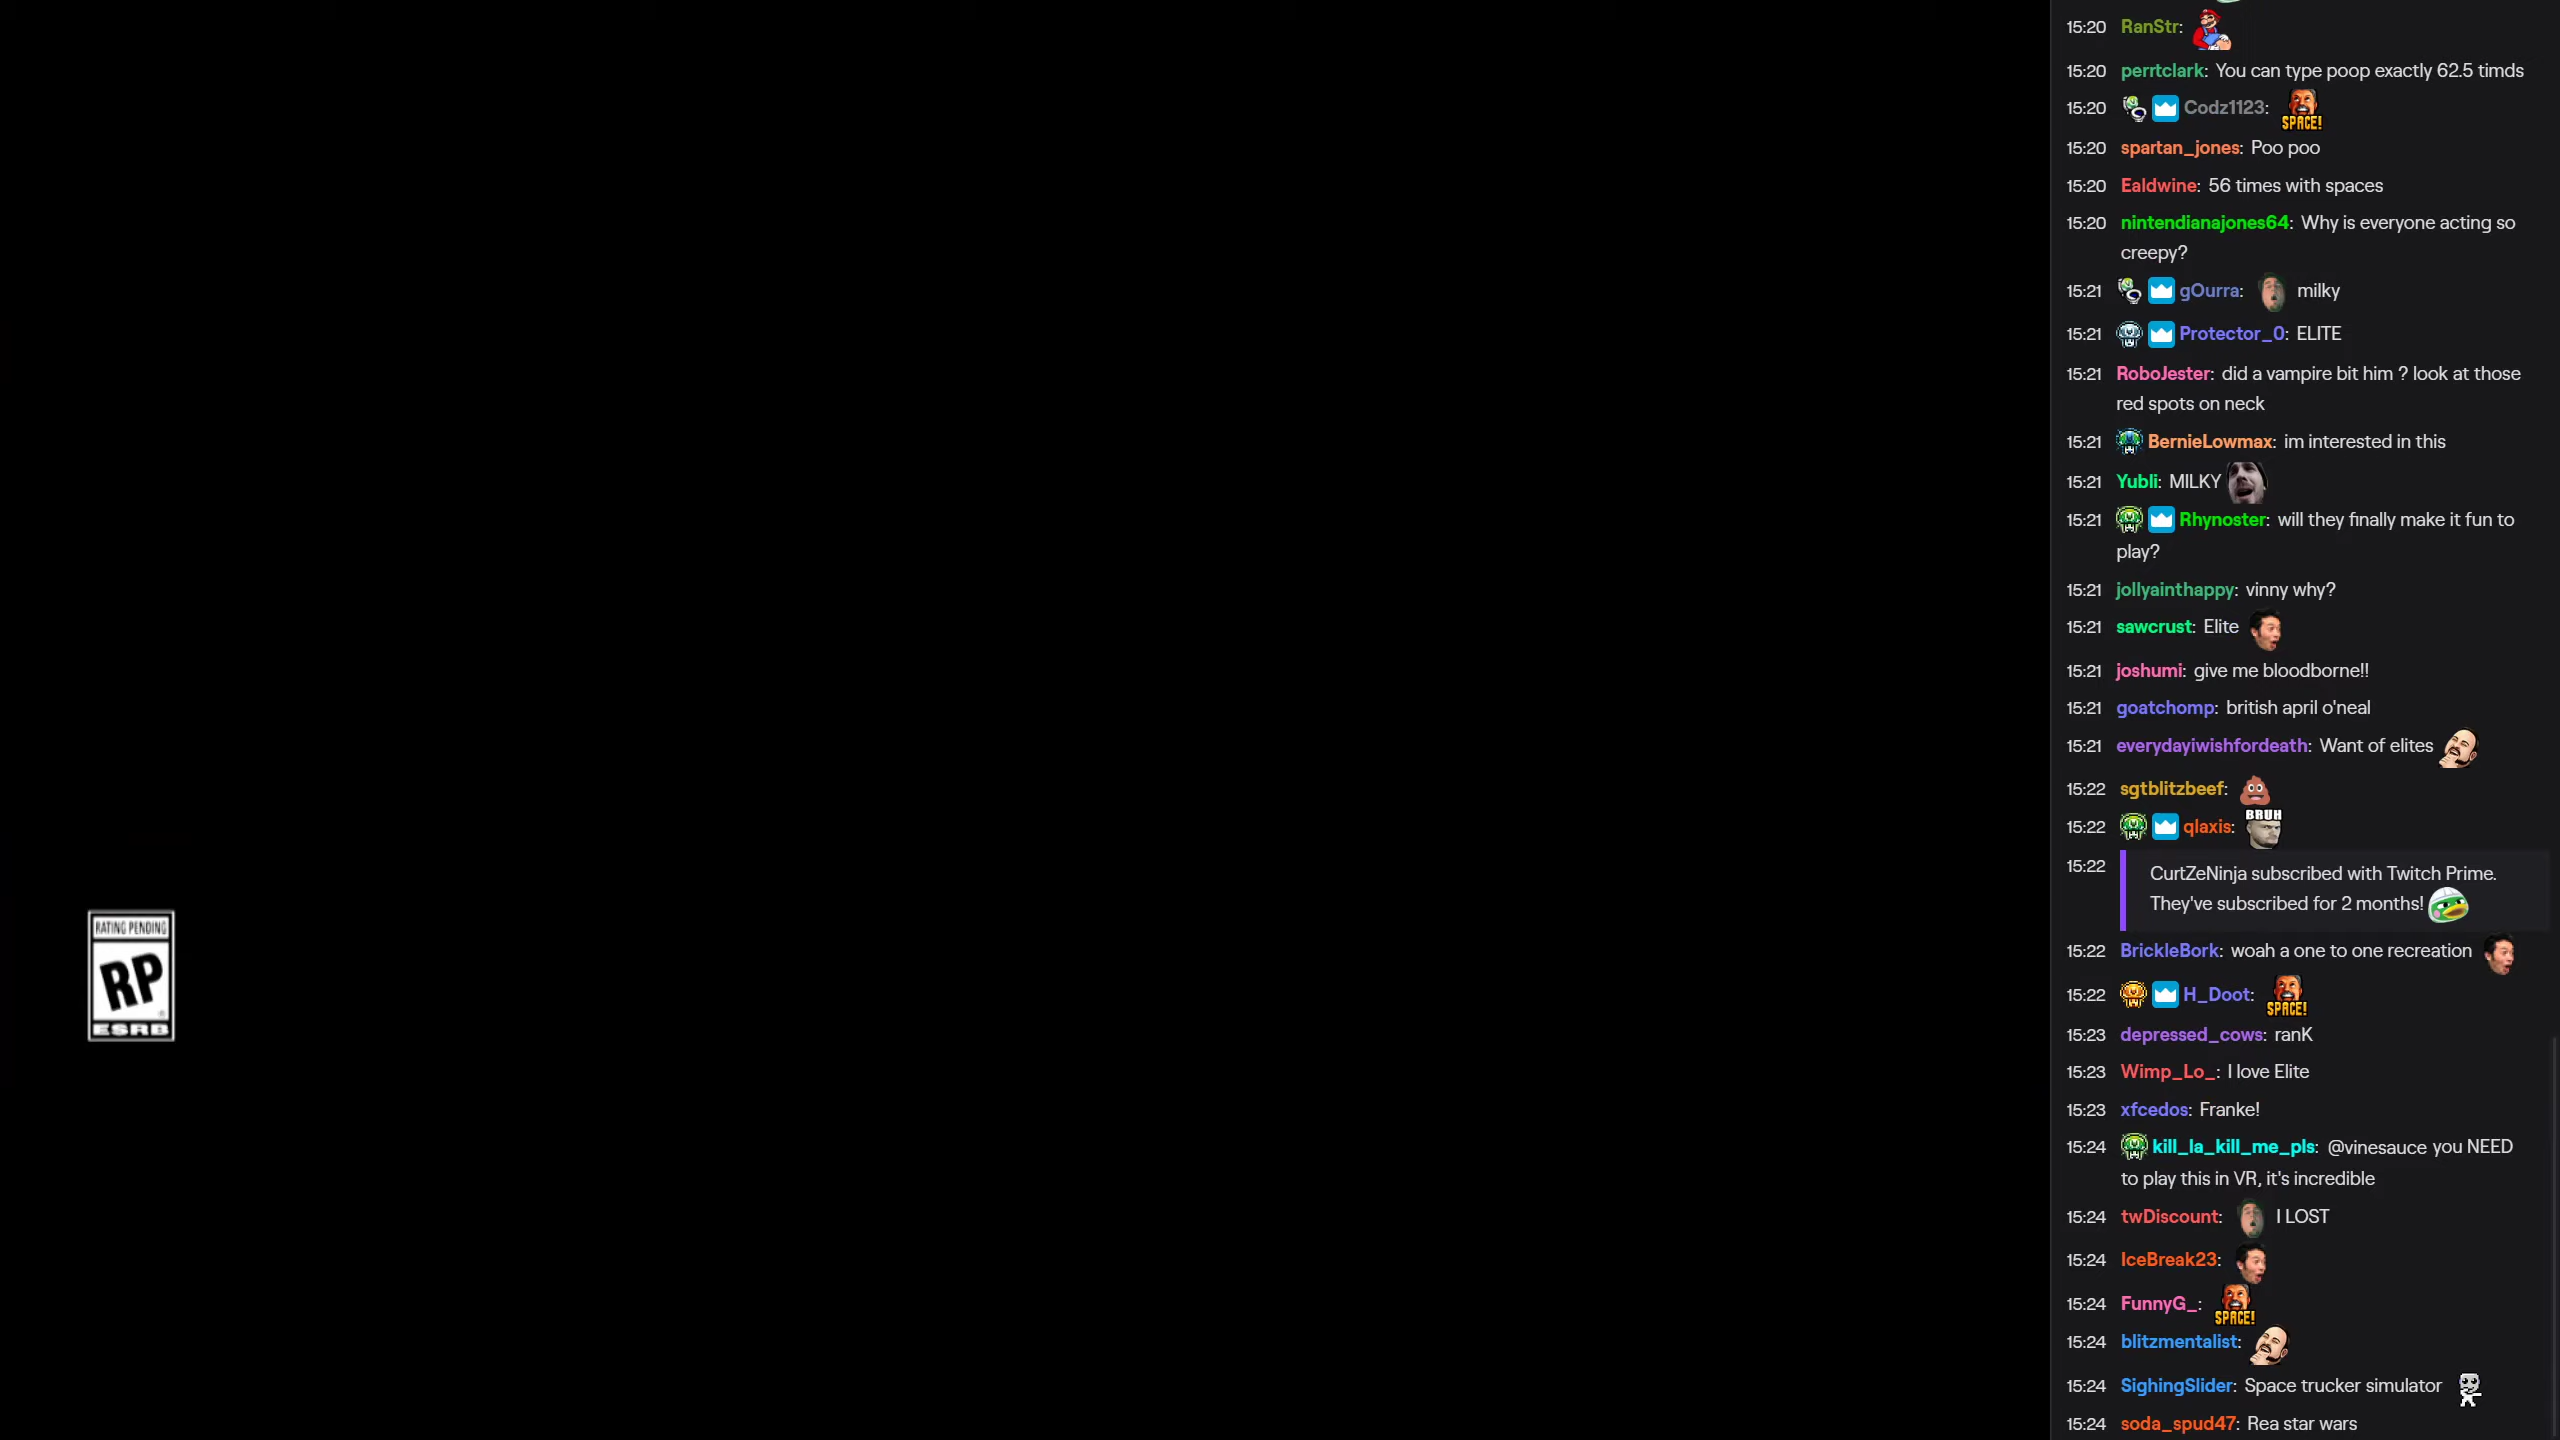 RATING PENDING
RP
ESRB
15:20 RanStr:
15:20 perrtclark: You can type poop exactly 62.5 timds
15:20 Codz1123: SPACE!
15:20 spartan_jones: Poo poo
15:20 Ealdwine: 56 times with spaces
15:20 nintendianajones64: Why is everyone acting so
creepy?
15:21 gOurra: milky
15:21 Protector_0: ELITE
15:21 RoboJester: did a vampire bit him ? look at those
red spots on neck
15:21 BernieLowmax: im interested in this
15:21 Yubli: MILKY
15:21 Rhynoster: will they finally make it fun to
play?
15:21 jollyainthappy: vinny why?
15:21 sawcrust: Elite
15:21 joshumi: give me bloodborne!!
15:21 goatchomp: british april o'neal
15:21 everydayiwishfordeath: Want of elites
15:22 sgtblitzbeef:
15:22 qlaxis: BRUH
15:22 CurtZeNinja subscribed with Twitch Prime.
They've subscribed for 2 months!
15:22 BrickleBork: woah a one to one recreation
15:22 H_Doot: SPACE!
15:23 depressed_cows: ranK
15:23 Wimp_Lo_: I love Elite
15:23 xfcedos: Franke!
15:24 kill_la_kill_me_pls: @vinesauce you NEED
to play this in VR, it's incredible
15:24 twDiscount: I LOST
15:24 IceBreak23:
15:24 FunnyG_: SPACE!
15:24 blitzmentalist:
15:24 SighingSlider: Space trucker simulator
15:24 soda_spud47: Rea star wars